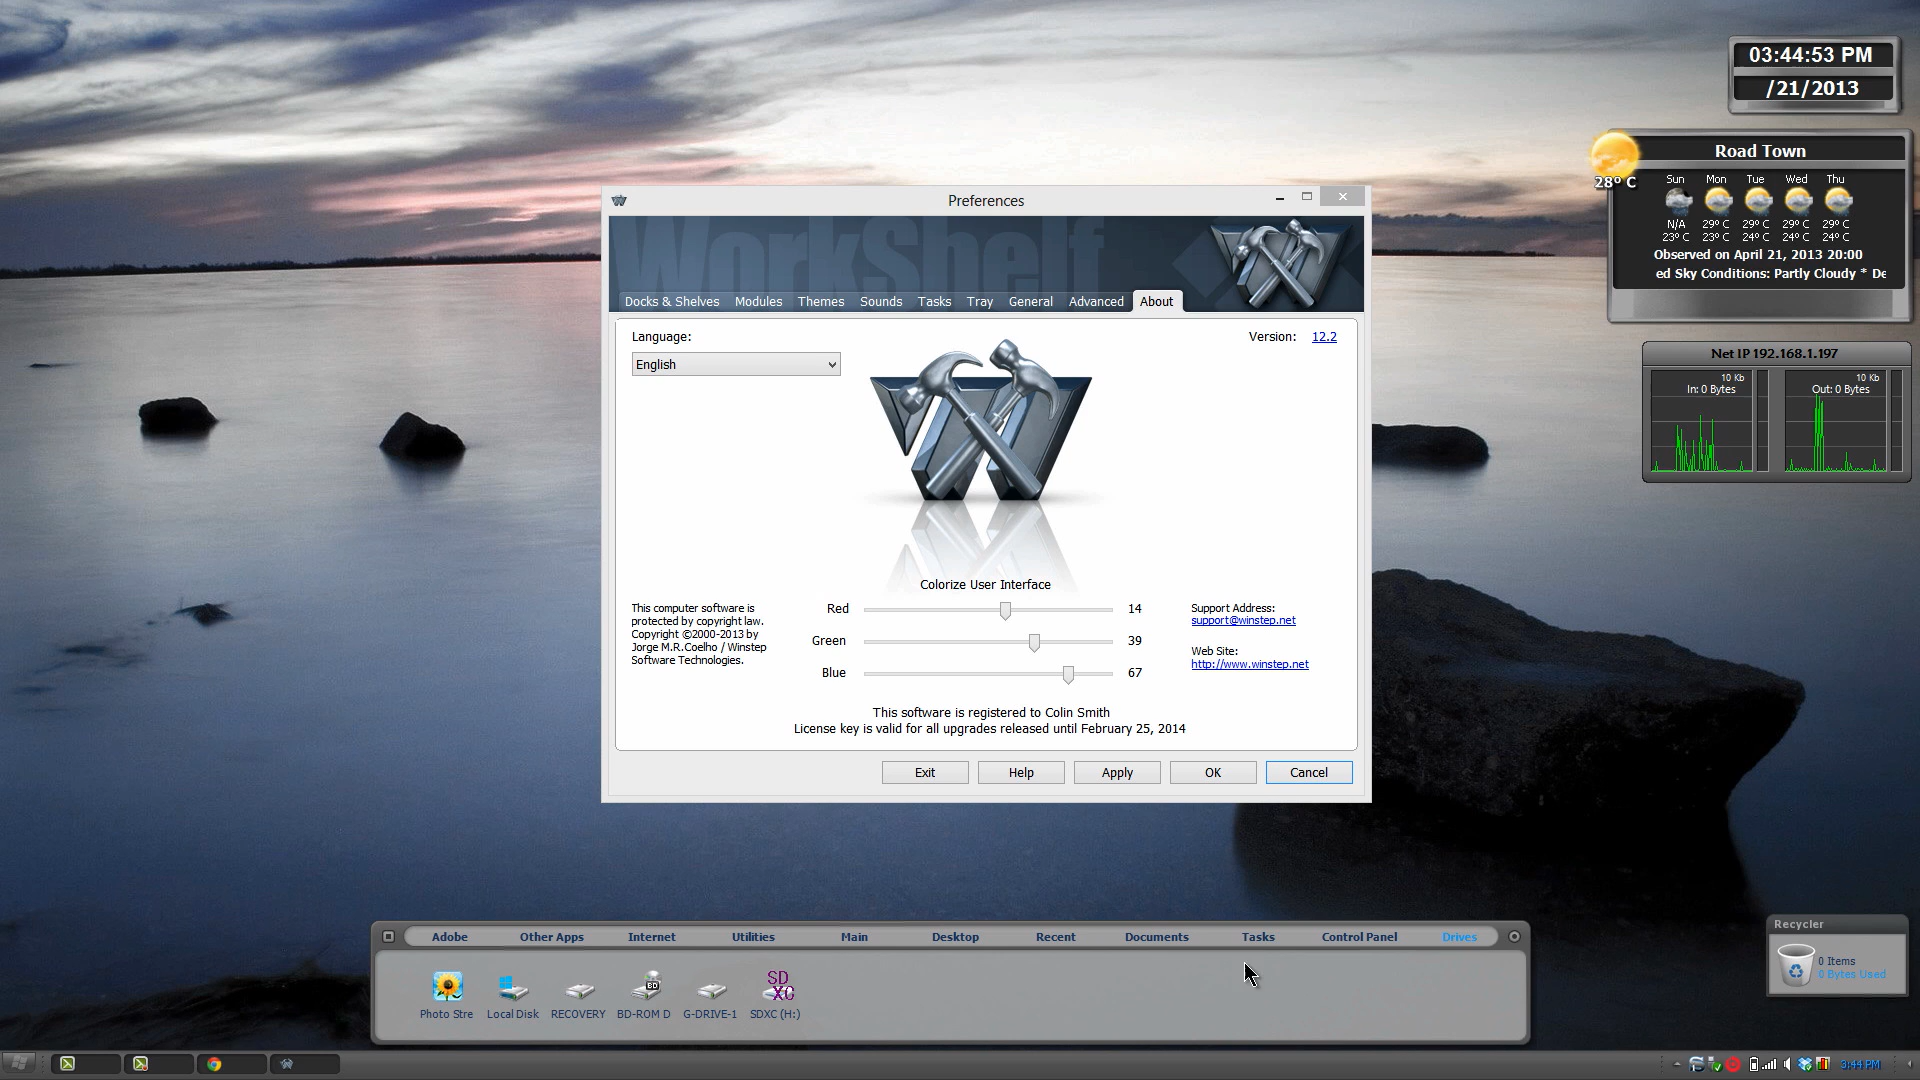 03:44:53 PM
/21/2013
Road Town
28° C
Sun Mon Tue Wed Thu
N/A 29° C 29° C 29° C 29° C
23° C 23° C 24° C 24° C 24° C
Observed on April 21, 2013 20:00
ed Sky Conditions: Partly Cloudy * De
Net IP 192.168.1.197
10 Kb
In: 0 Bytes
10 Kb
Out: 0 Bytes
Preferences
WorkShelf
Docks & Shelves Modules Themes Sounds Tasks Tray General Advanced About
Language:
English
Version: 12.2
Colorize User Interface
Red 14
Green 39
Blue 67
This computer software is
protected by copyright law.
Copyright ©2000-2013 by
Jorge M.R.Coelho / Winstep
Software Technologies.
Support Address:
support@winstep.net
Web Site:
http://www.winstep.net
This software is registered to Colin Smith
License key is valid for all upgrades released until February 25, 2014
Exit Help Apply OK Cancel
Adobe Other Apps Internet Utilities Main Desktop Recent Documents Tasks Control Panel Drives
BD
SD
XC
Photo Stre Local Disk RECOVERY BD-ROM D G-DRIVE-1 SDXC (H:)
Recycler
0 Items
0 Bytes Used
3:44 PM